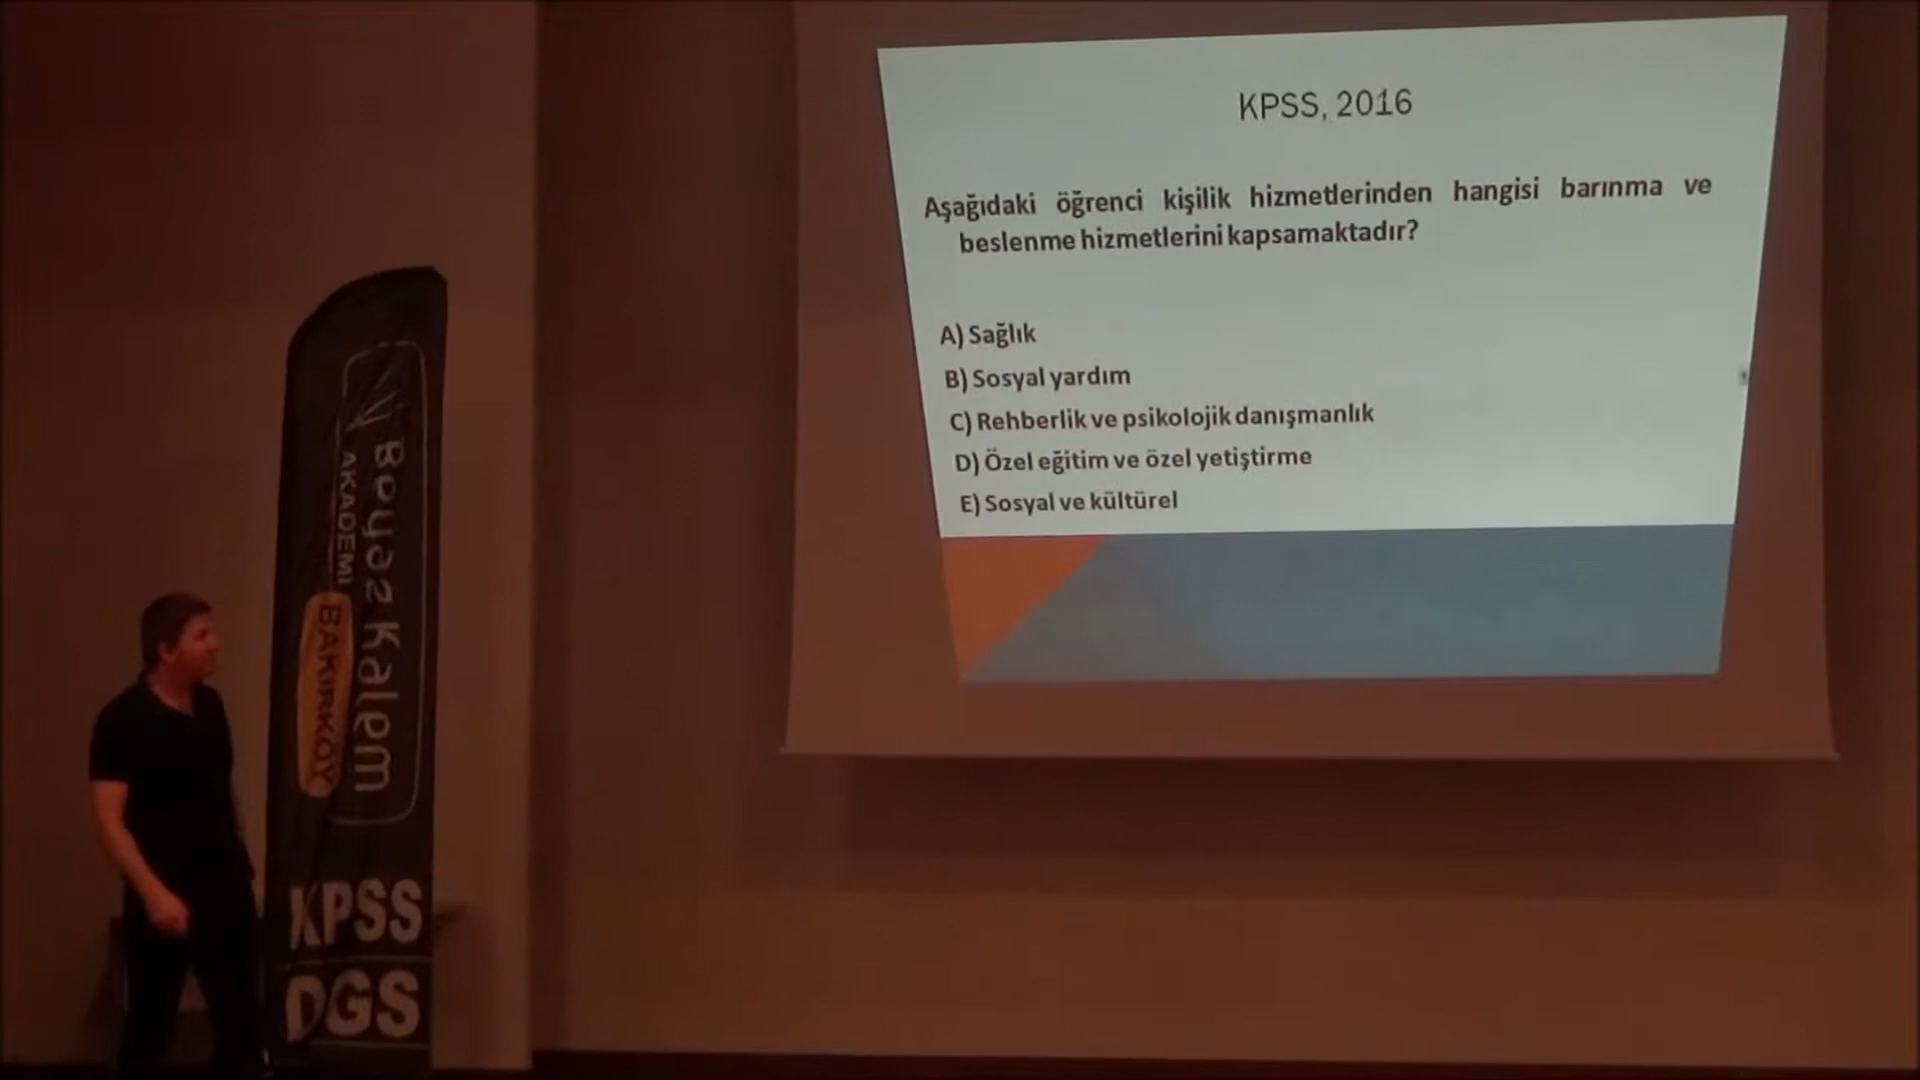 KPSS, 2016
Aşağıdaki öğrenci kişilik hizmetlerinden hangisi barınma ve
beslenme hizmetlerini kapsamaktadır?
A) Sağlık
B) Sosyal yardım
C) Rehberlik ve psikolojik danışmanlık
D) Özel eğitim ve özel yetiştirme
E) Sosyal ve kültürel
Beyaz Kalem
AKADEMİ
BAKIRKÖY
KPSS
DGS